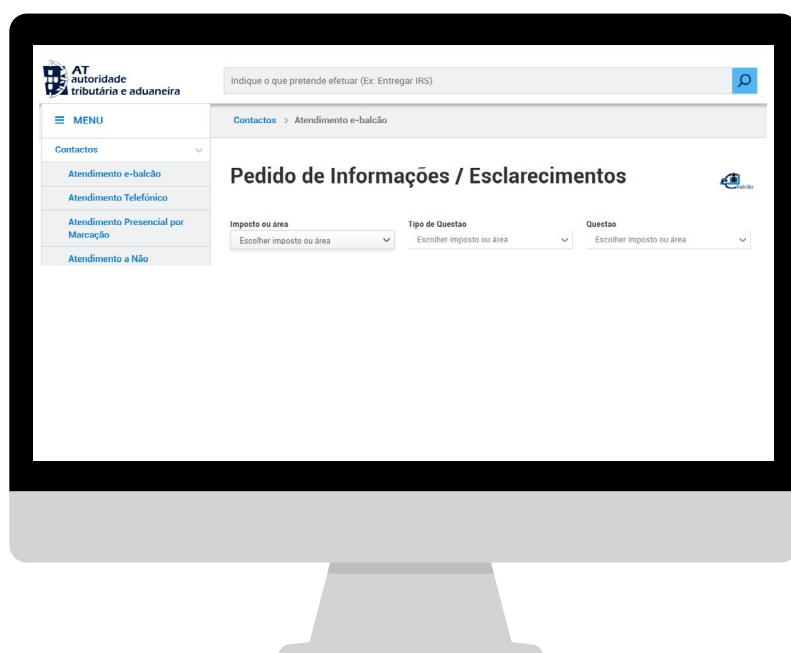 AT
autoridade
tributária e aduaneira
Indique o que pretende efetuar (Ex: Entregar IRS)
MENU
Contactos > Atendimento e-balcão
Contactos
Atendimento e-balcão
Atendimento Telefónico
Atendimento Presencial por
Marcação
Atendimento a Não
Pedido de Informações / Esclarecimentos
e-balcão
Imposto ou área
Tipo de Questao
Questao
Escolher imposto ou área
Escolher imposto ou área
Escolher imposto ou área